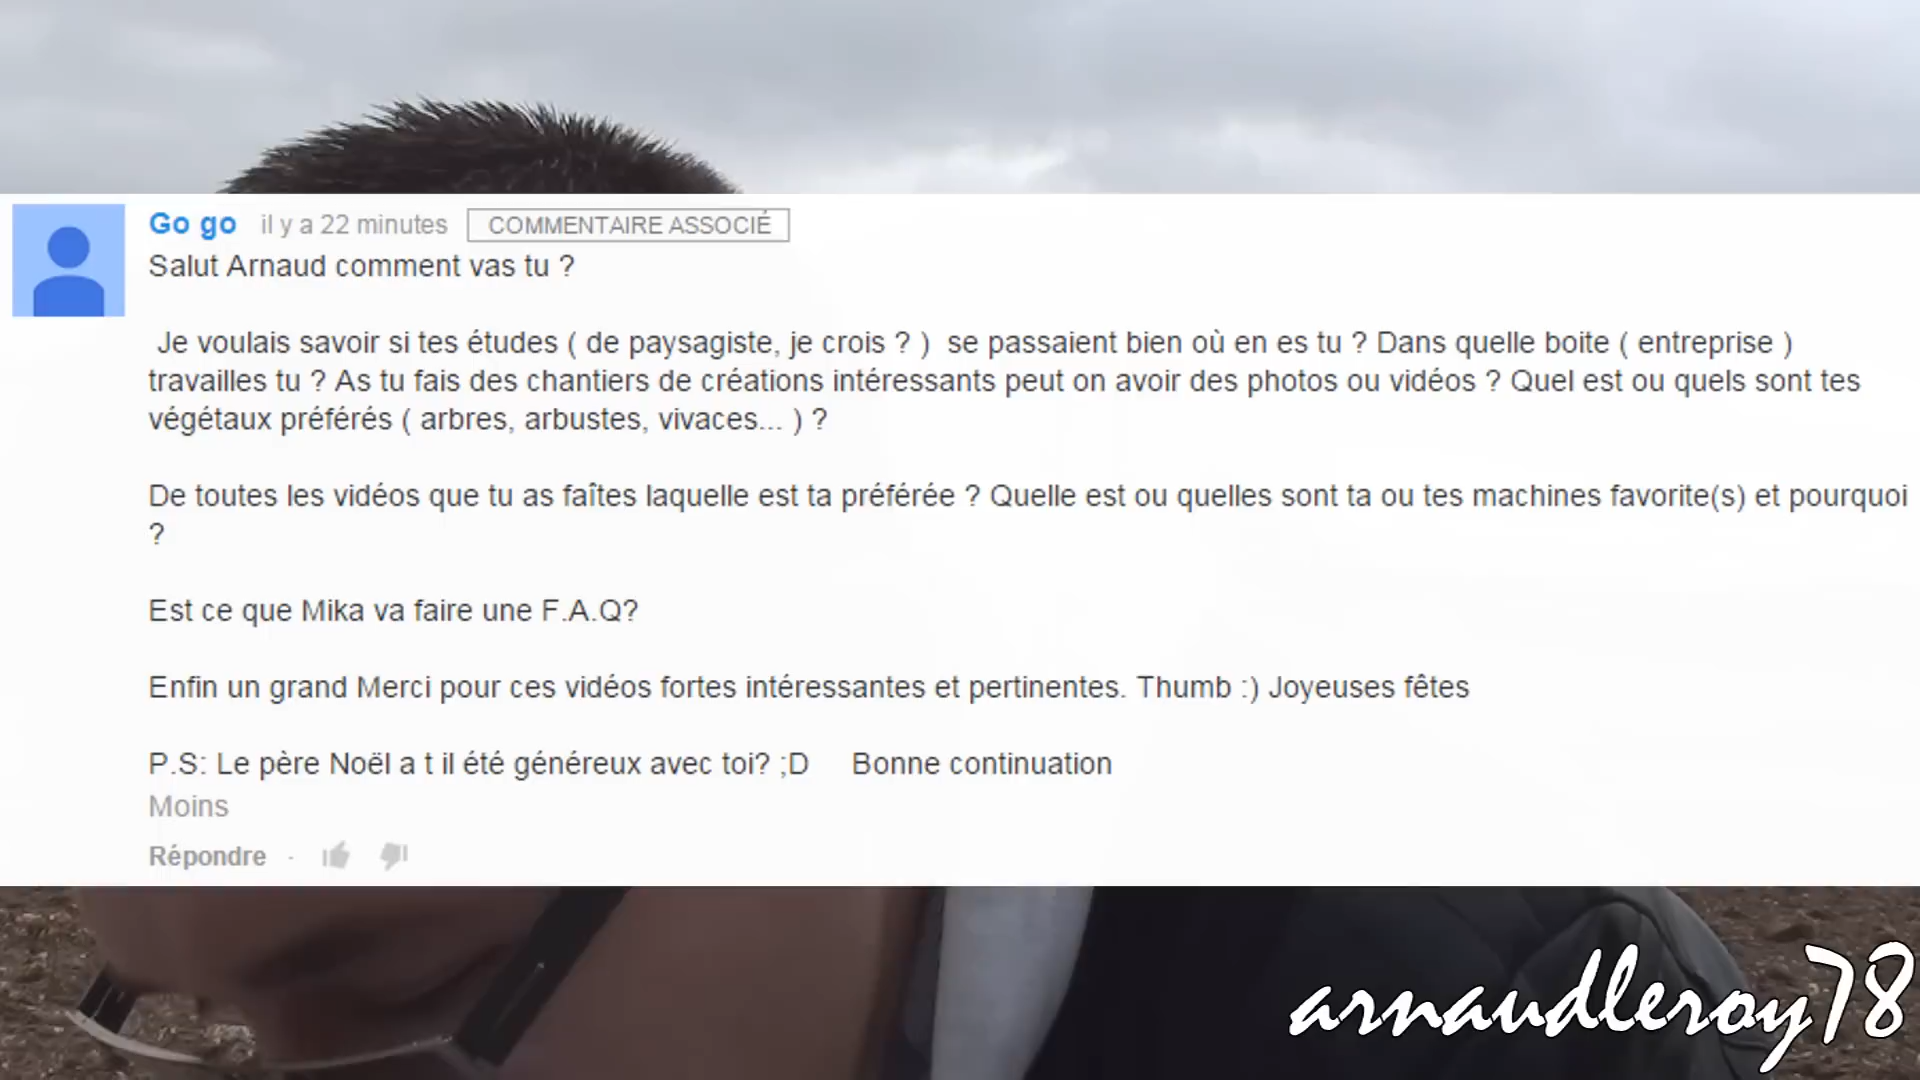 Go go il y a 22 minutes COMMENTAIRE ASSOCIÉ
Salut Arnaud comment vas tu ?
Je voulais savoir si tes études ( de paysagiste, je crois ? ) se passaient bien où en es tu ? Dans quelle boite ( entreprise )
travailles tu ? As tu fais des chantiers de créations intéressants peut on avoir des photos ou vidéos ? Quel est ou quels sont tes
végétaux préférés ( arbres, arbustes, vivaces... ) ?
De toutes les vidéos que tu as faîtes laquelle est ta préférée ? Quelle est ou quelles sont ta ou tes machines favorite(s) et pourquoi
?
Est ce que Mika va faire une F.A.Q?
Enfin un grand Merci pour ces vidéos fortes intéressantes et pertinentes. Thumb :) Joyeuses fêtes
P.S: Le père Noël a t il été généreux avec toi? ;D Bonne continuation
Moins
Répondre ·
arnaudleroy78